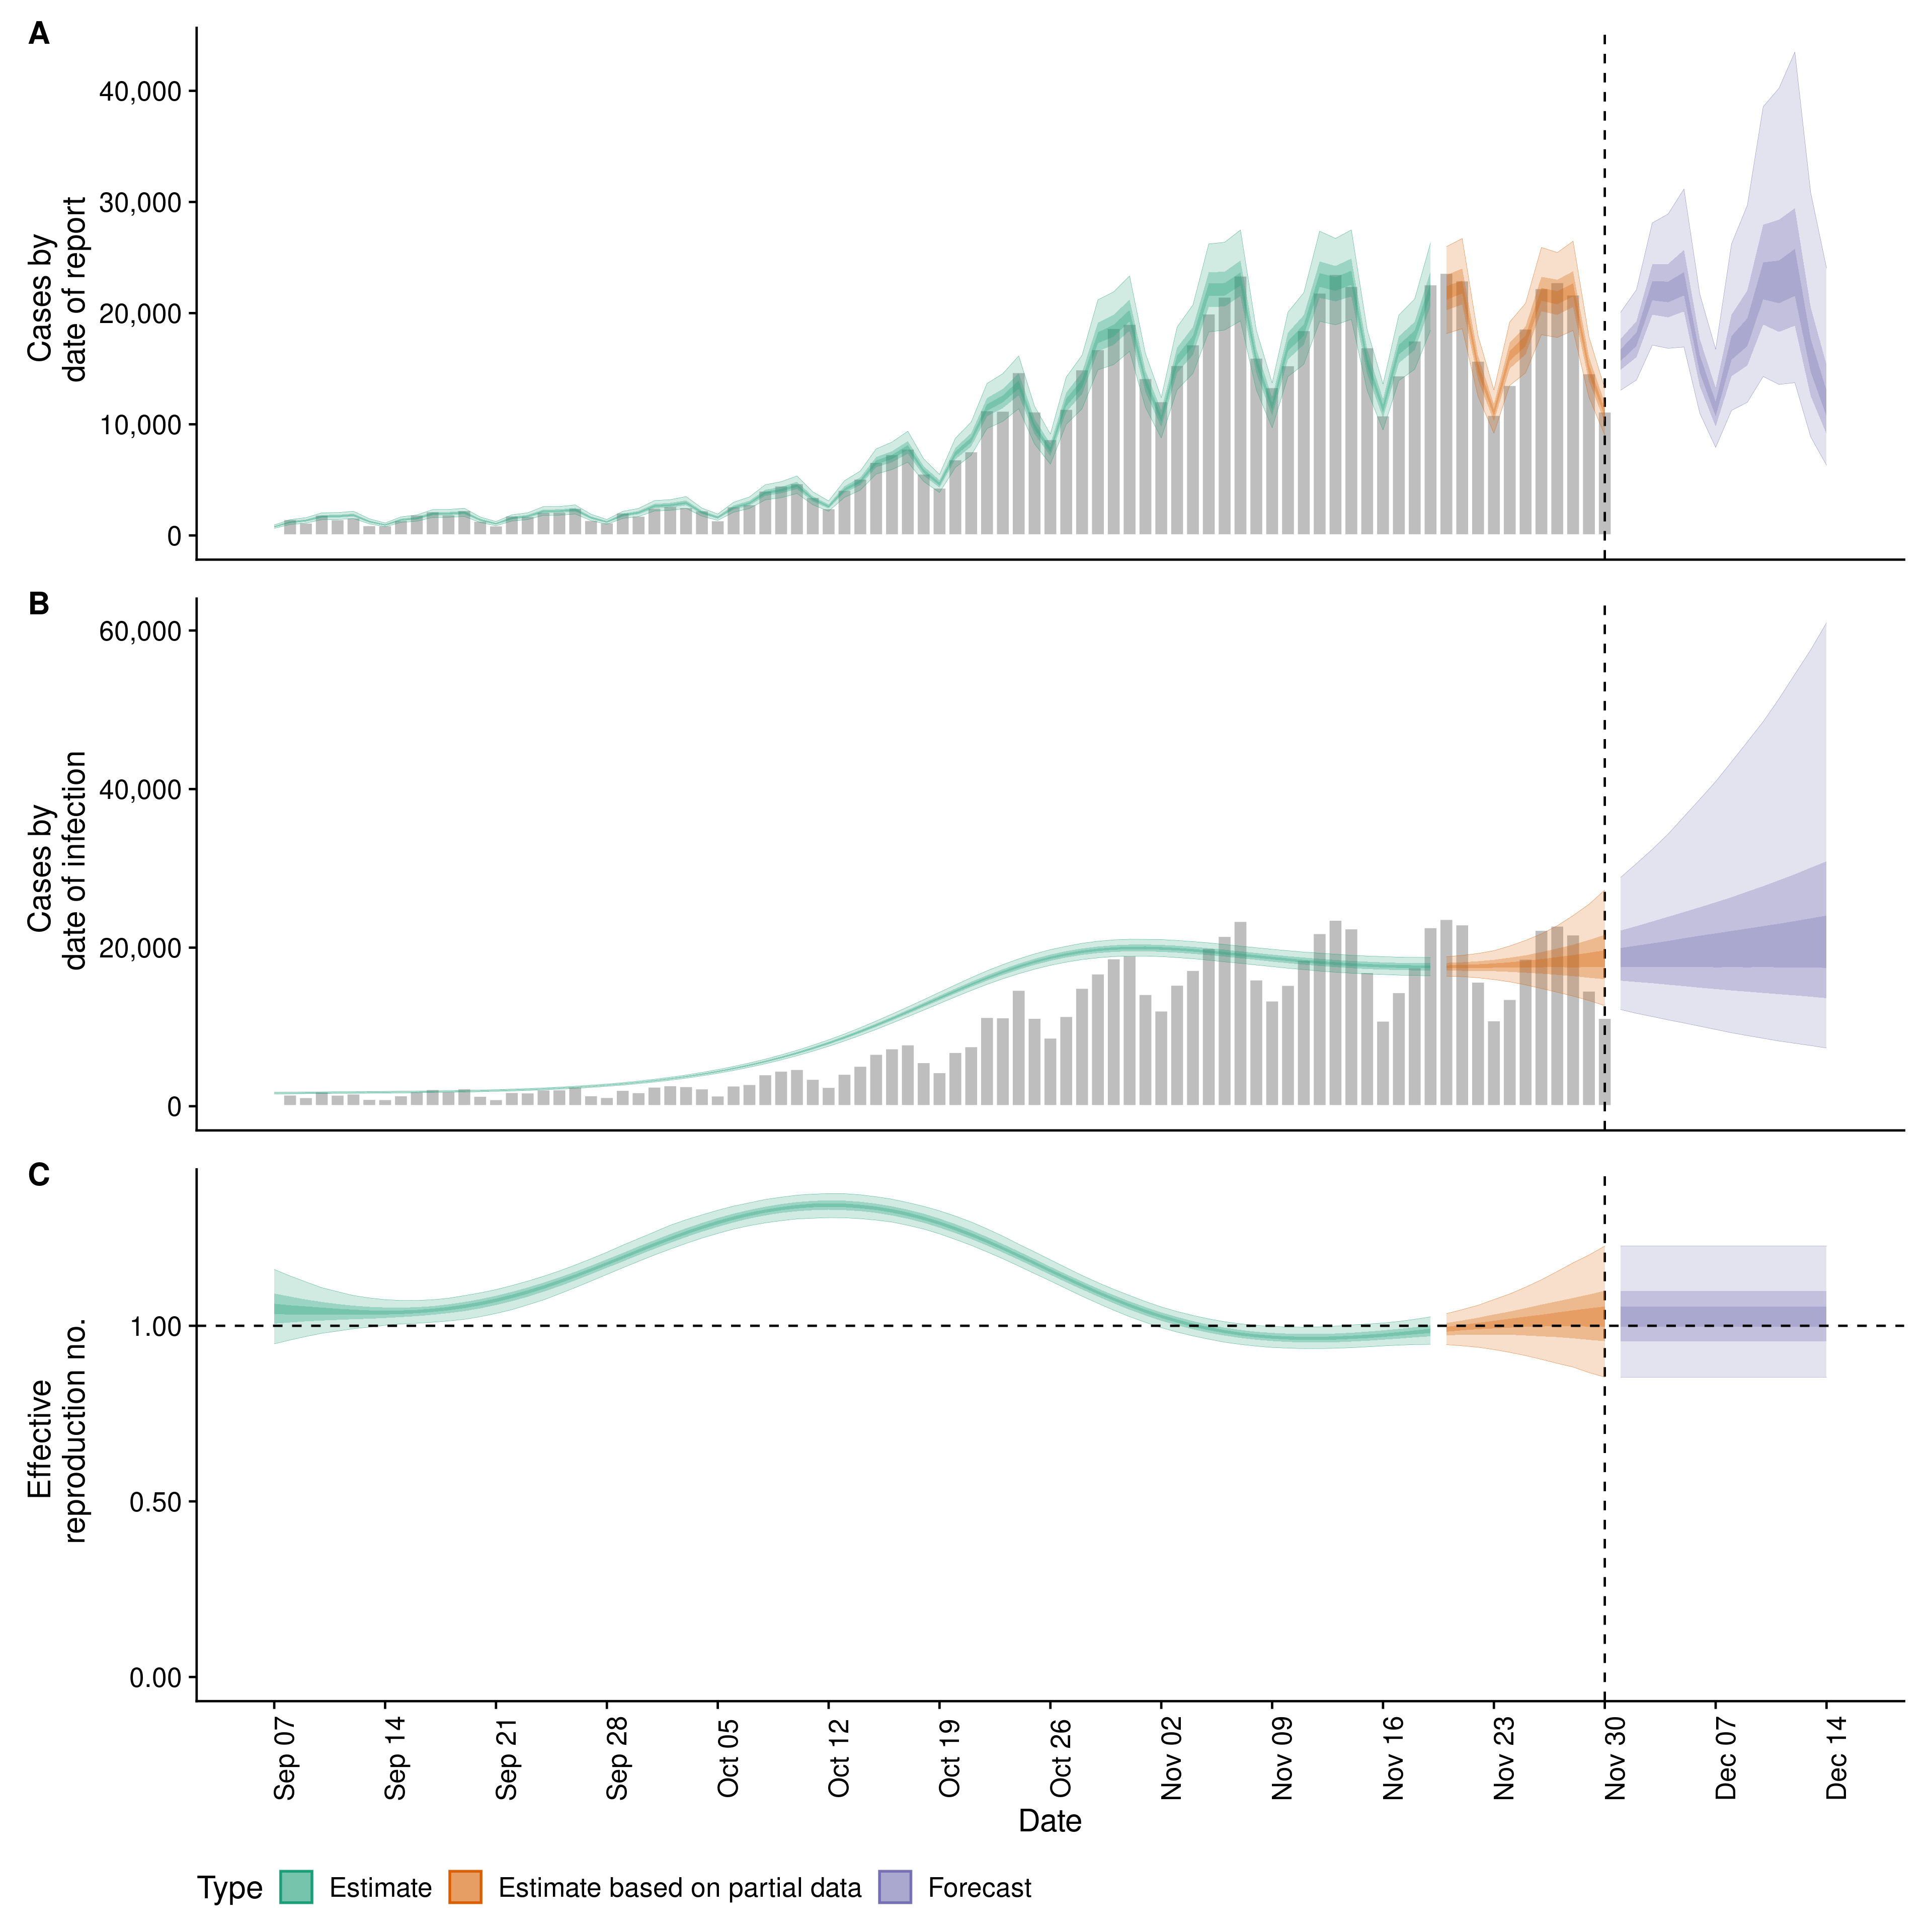 A
Cases by
date of report
40,000
30,000
20,000
10,000
0
B
Cases by
date of infection
60,000
40,000
20,000
0
C
Effective
reproduction no.
1.00
0.50
0.00
Sep 07
Sep 14
Sep 21
Sep 28
Oct 05
Oct 12
Oct 19
Oct 26
Nov 02
Nov 09
Nov 16
Nov 23
Nov 30
Dec 07
Dec 14
Date
Type Estimate Estimate based on partial data Forecast